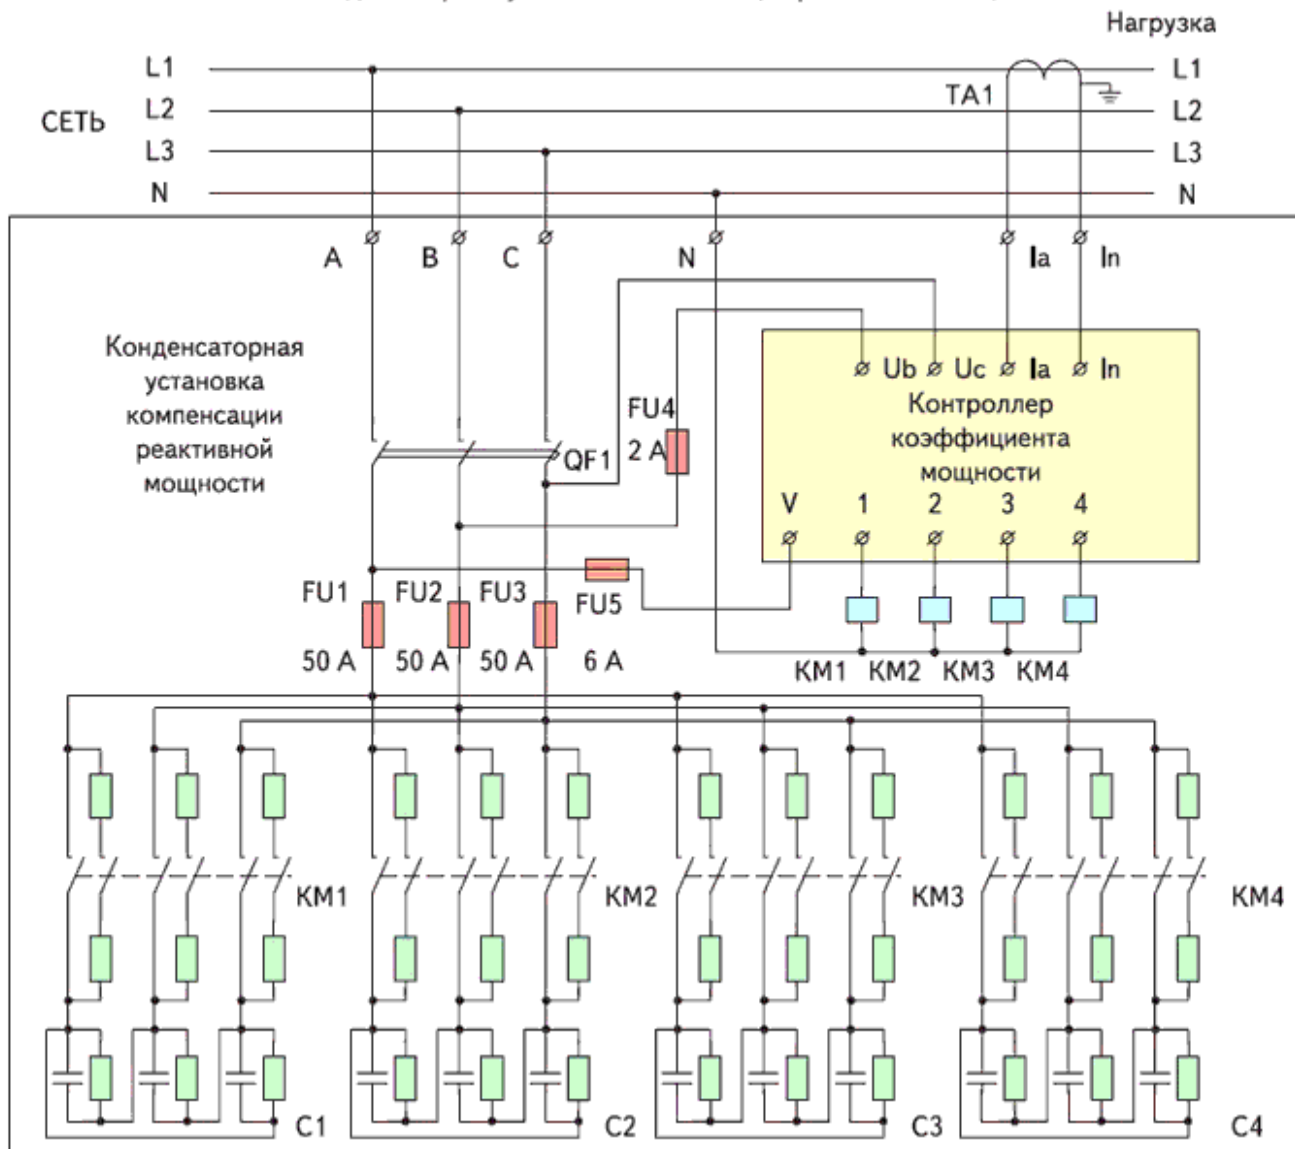 Нагрузка
L1
L1
TA1
L2
L2
СЕТЬ
L3
L3
N
N
A
B
C
N
Ia
In
Конденсаторная
установка
компенсации
реактивной
мощности
Ub
Uc
Ia
In
Контроллер
коэффициента
мощности
FU4
2 A
QF1
V
1
2
3
4
FU1
FU2
FU3
FU5
50 A
50 A
50 A
6 A
KM1
KM2
KM3
KM4
KM1
KM2
KM3
KM4
C1
C2
C3
C4